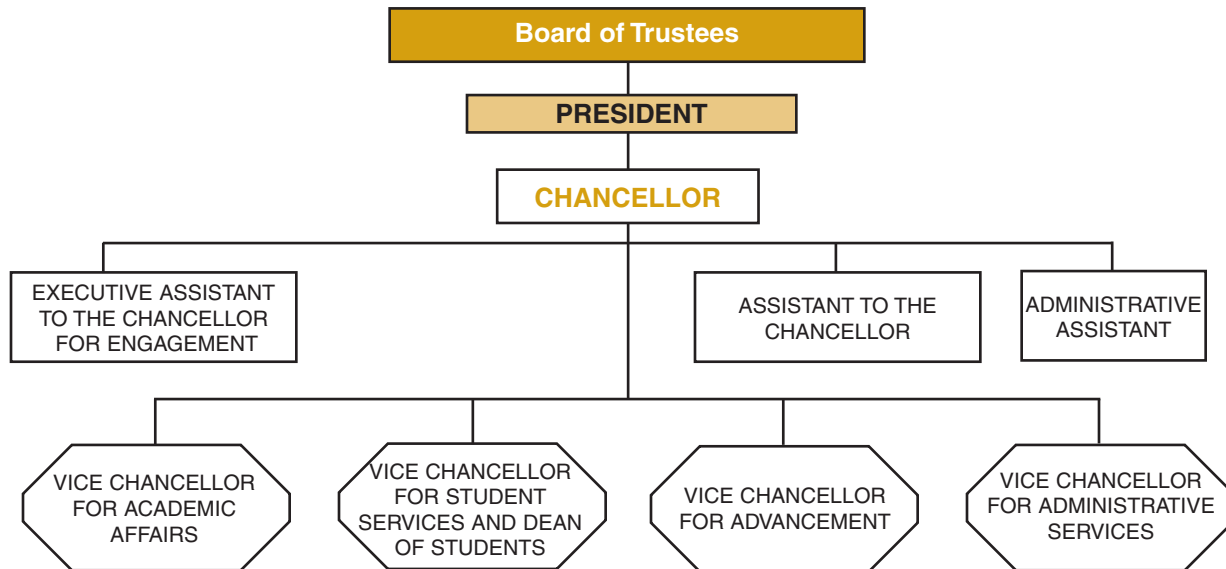 Board of Trustees
PRESIDENT
CHANCELLOR
EXECUTIVE ASSISTANT
TO THE CHANCELLOR
FOR ENGAGEMENT
ASSISTANT TO THE
CHANCELLOR
ADMINISTRATIVE
ASSISTANT
VICE CHANCELLOR
FOR ACADEMIC
AFFAIRS
VICE CHANCELLOR
FOR STUDENT
SERVICES AND DEAN
OF STUDENTS
VICE CHANCELLOR
FOR ADVANCEMENT
VICE CHANCELLOR
FOR ADMINISTRATIVE
SERVICES